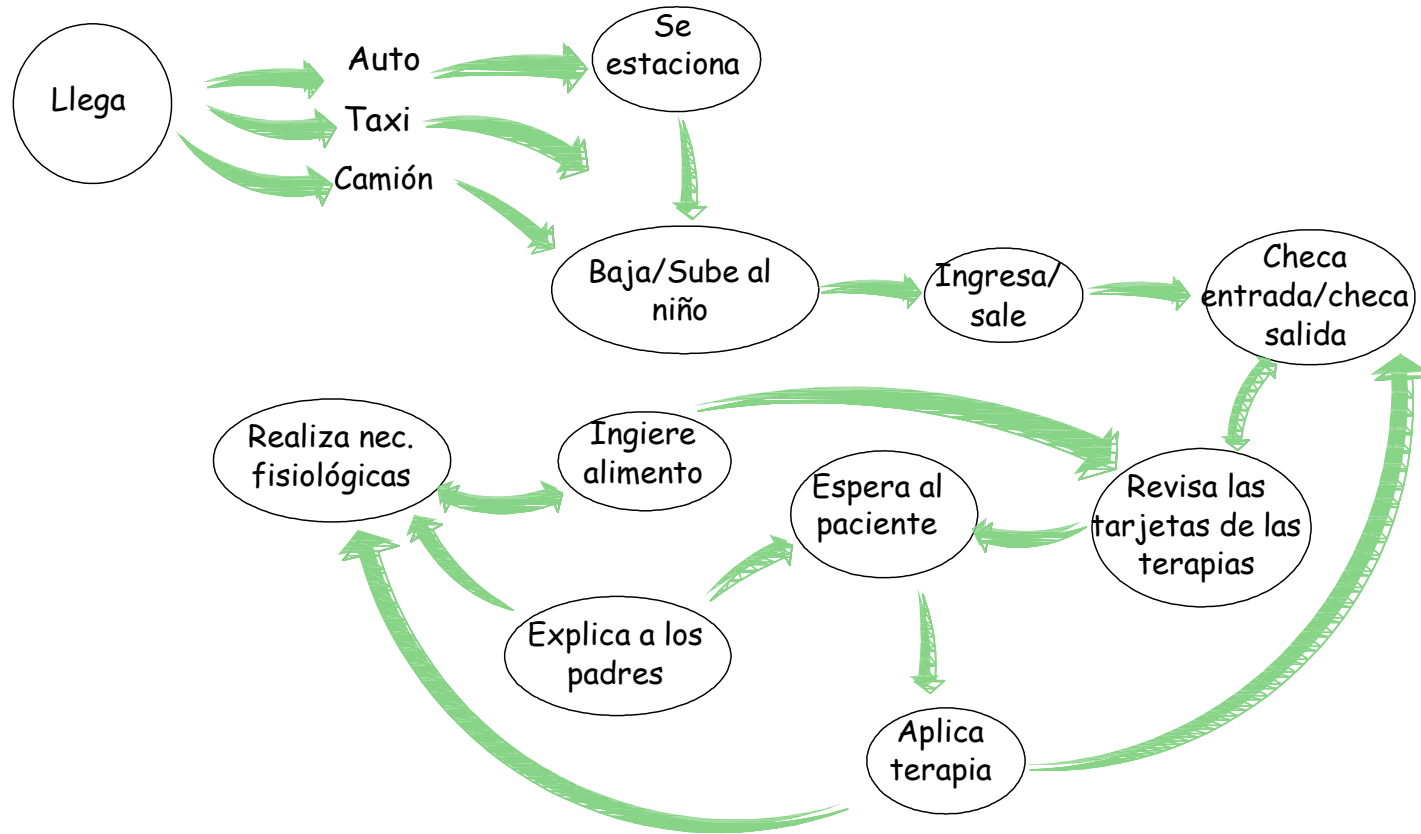 Llega
Auto
Taxi
Camión
Se
estaciona
Baja/Sube al
niño
Ingresa/
sale
Checa
entrada/checa
salida
Realiza nec.
fisiológicas
Ingiere
alimento
Espera al
paciente
Revisa las
tarjetas de las
terapias
Explica a los
padres
Aplica
terapia